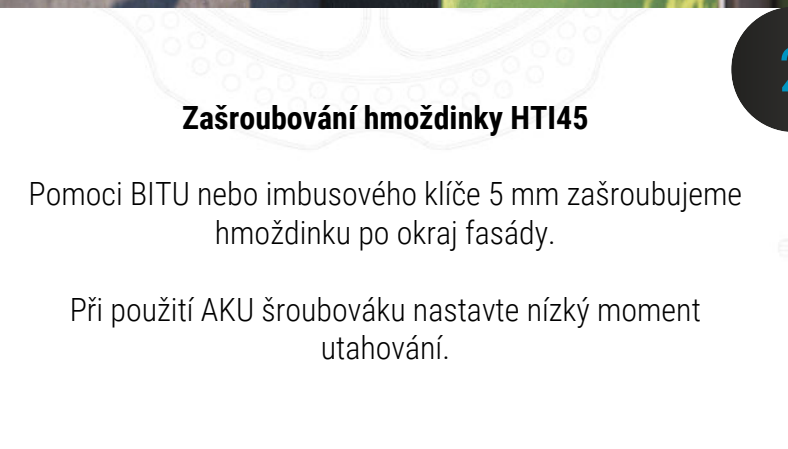 Zašroubování hmoždinky HTI45
Pomoci BITU nebo imbusového klíče 5 mm zašroubujeme
hmoždinku po okraj fasády.
Při použití AKU šroubováku nastavte nízký moment
utahování.